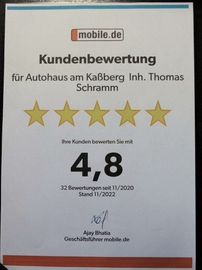 mobile.de
Kundenbewertung
für Autohaus am Kaßberg Inh. Thomas
Schramm
Ihre Kunden bewerten Sie mit
4,8
32 Bewertungen seit 11/2020
Stand 11/2022
Ajay Bhatia
Geschäftsführer mobile.de